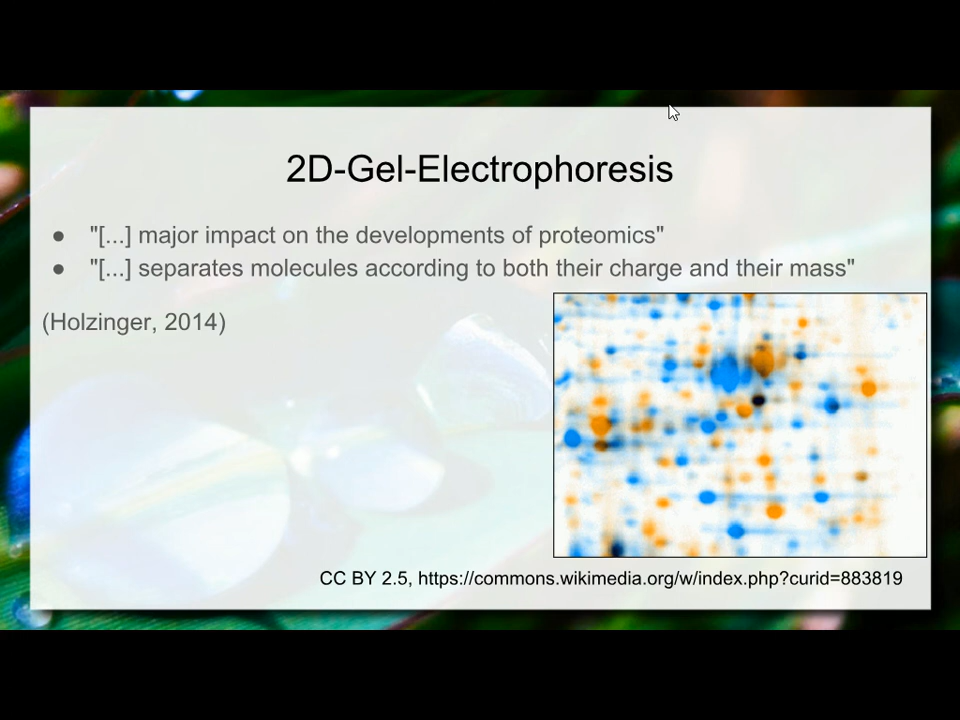 2D-Gel-Electrophoresis
● "[...] major impact on the developments of proteomics"
● "[...] separates molecules according to both their charge and their mass"
(Holzinger, 2014)
CC BY 2.5, https://commons.wikimedia.org/w/index.php?curid=883819